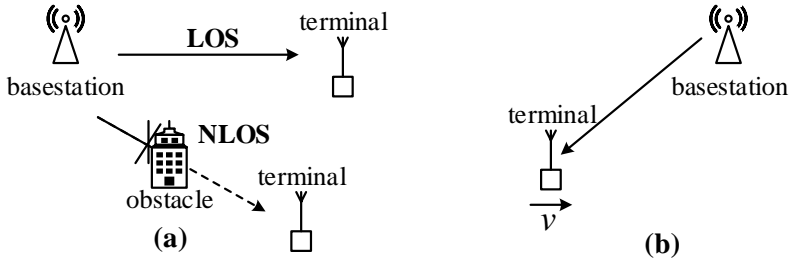 LOS
terminal
basestation
NLOS
terminal
obstacle
(a)
basestation
terminal
v
(b)